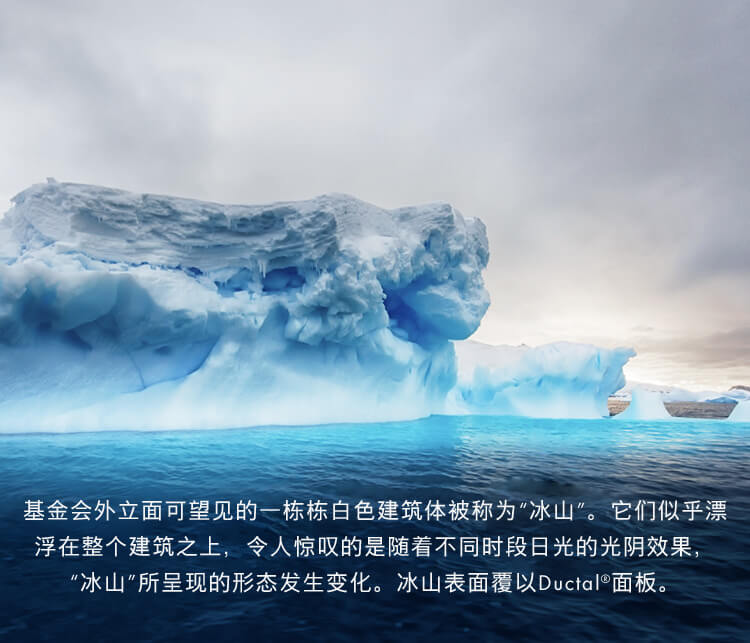 基金会外立面可望见的一栋栋白色建筑体被称为“冰山”。它们似乎漂
浮在整个建筑之上，令人惊叹的是随着不同时段日光的光阴效果，
“冰山”所呈现的形态发生变化。冰山表面覆以Ductal®面板。